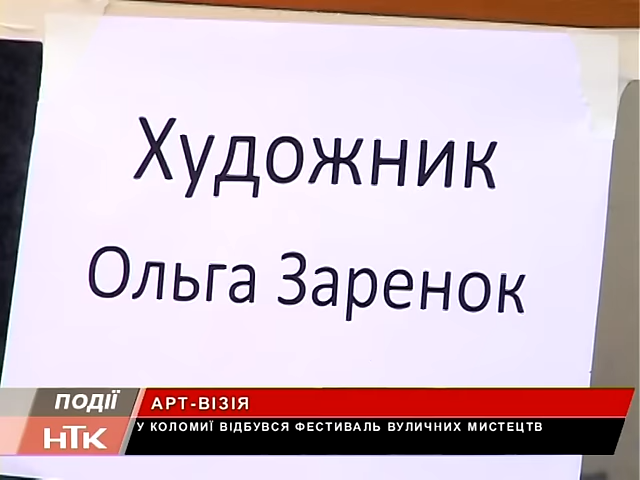 Художник
Ольга Заренок
ПОДІЇ
АРТ-ВІЗІЯ
У КОЛОМИЇ ВІДБУВСЯ ФЕСТИВАЛЬ ВУЛИЧНИХ МИСТЕЦТВ
НТК